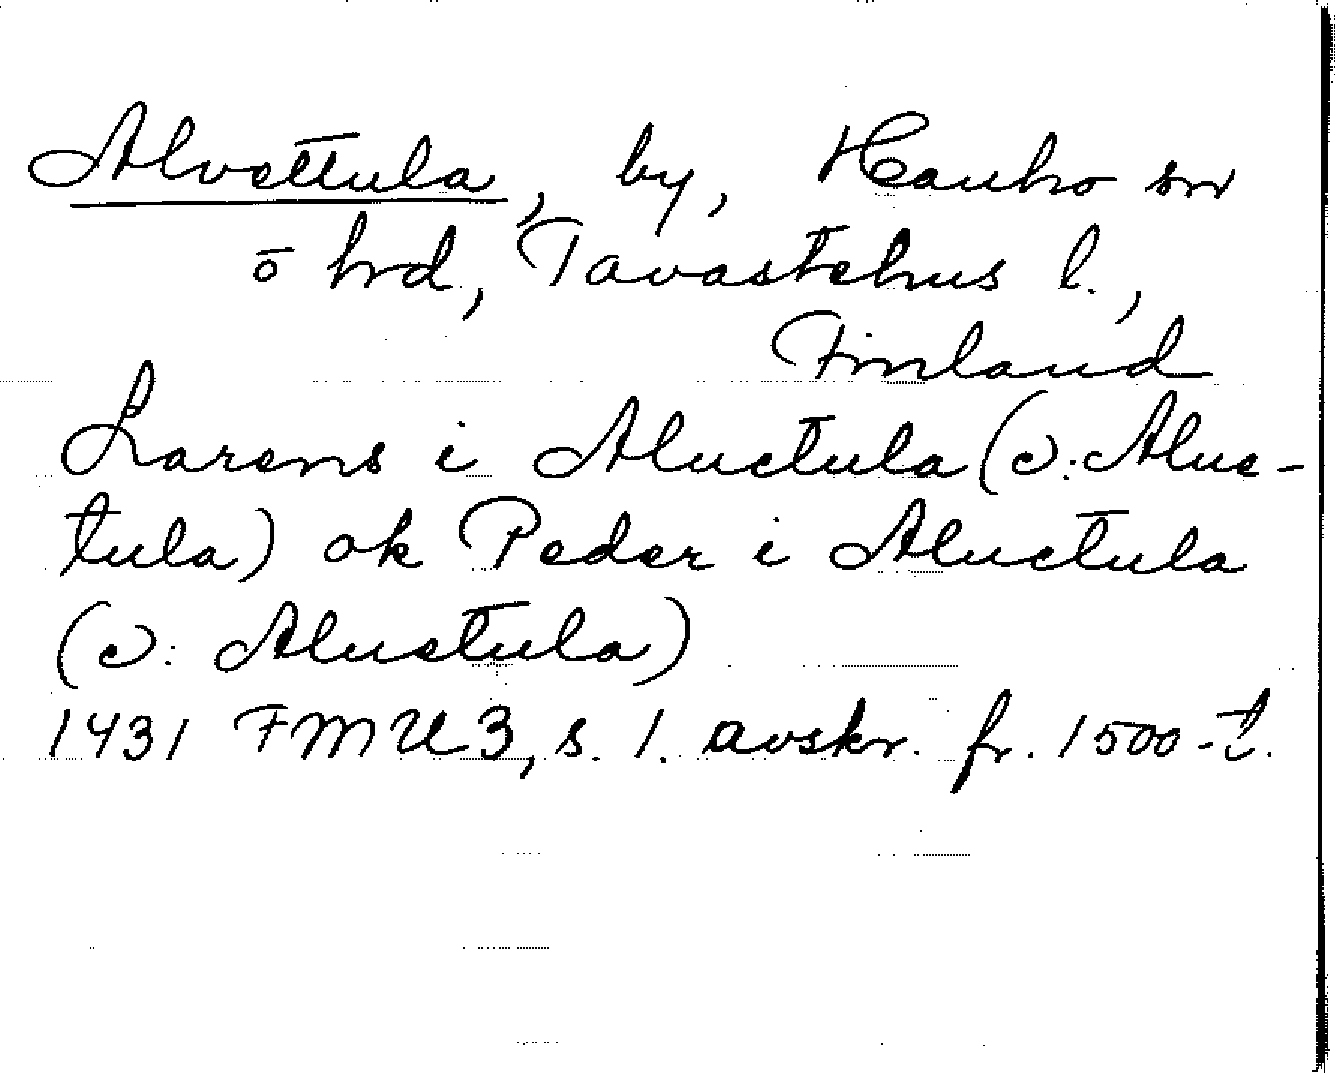 Alvettula, by, Hauho sn
o hrd, Tavastehus l.,
Finland
Larens i Aluctula (ɔ: Alue-
tula) ok Peder i Aluctula
(ɔ: Aluetula)
1431 FMU 3, s. 1. avskr. fr. 1500-t.